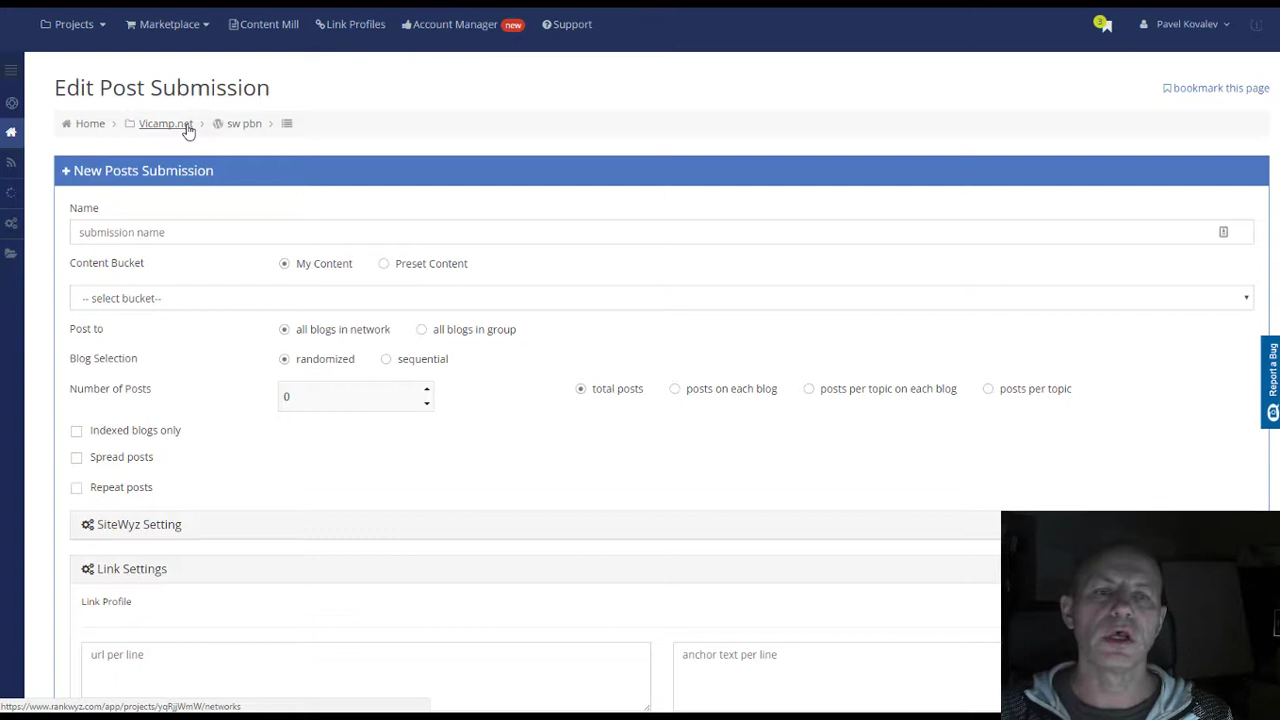 Projects Marketplace Content Mill Link Profiles Account Manager new Support 3 Pavel Kovalev
Edit Post Submission
bookmark this page
Home > Vicamp.net > sw pbn >
+ New Posts Submission
Name
submission name
Content Bucket My Content Preset Content
-- select bucket--
Post to all blogs in network all blogs in group
Blog Selection randomized sequential
Number of Posts 0 total posts posts on each blog posts per topic on each blog posts per topic
Indexed blogs only
Spread posts
Repeat posts
SiteWyz Setting
Link Settings
Link Profile
url per line anchor text per line
https://www.rankwyz.com/app/projects/yqRjjWmW/networks
Report a Bug